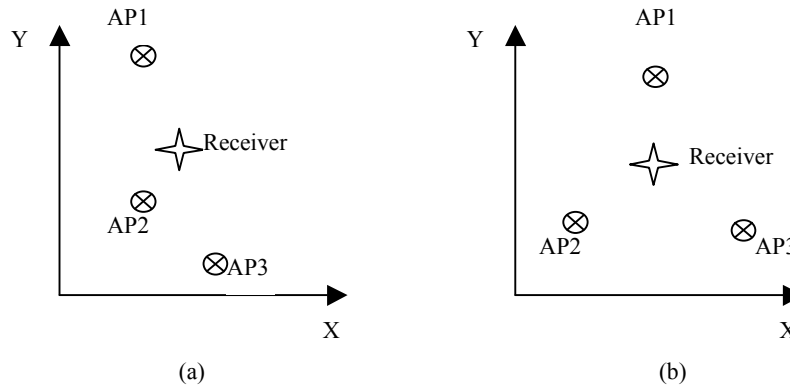 AP1
Y
Receiver
AP2
AP3
X
(a)
AP1
Y
Receiver
AP2
AP3
X
(b)